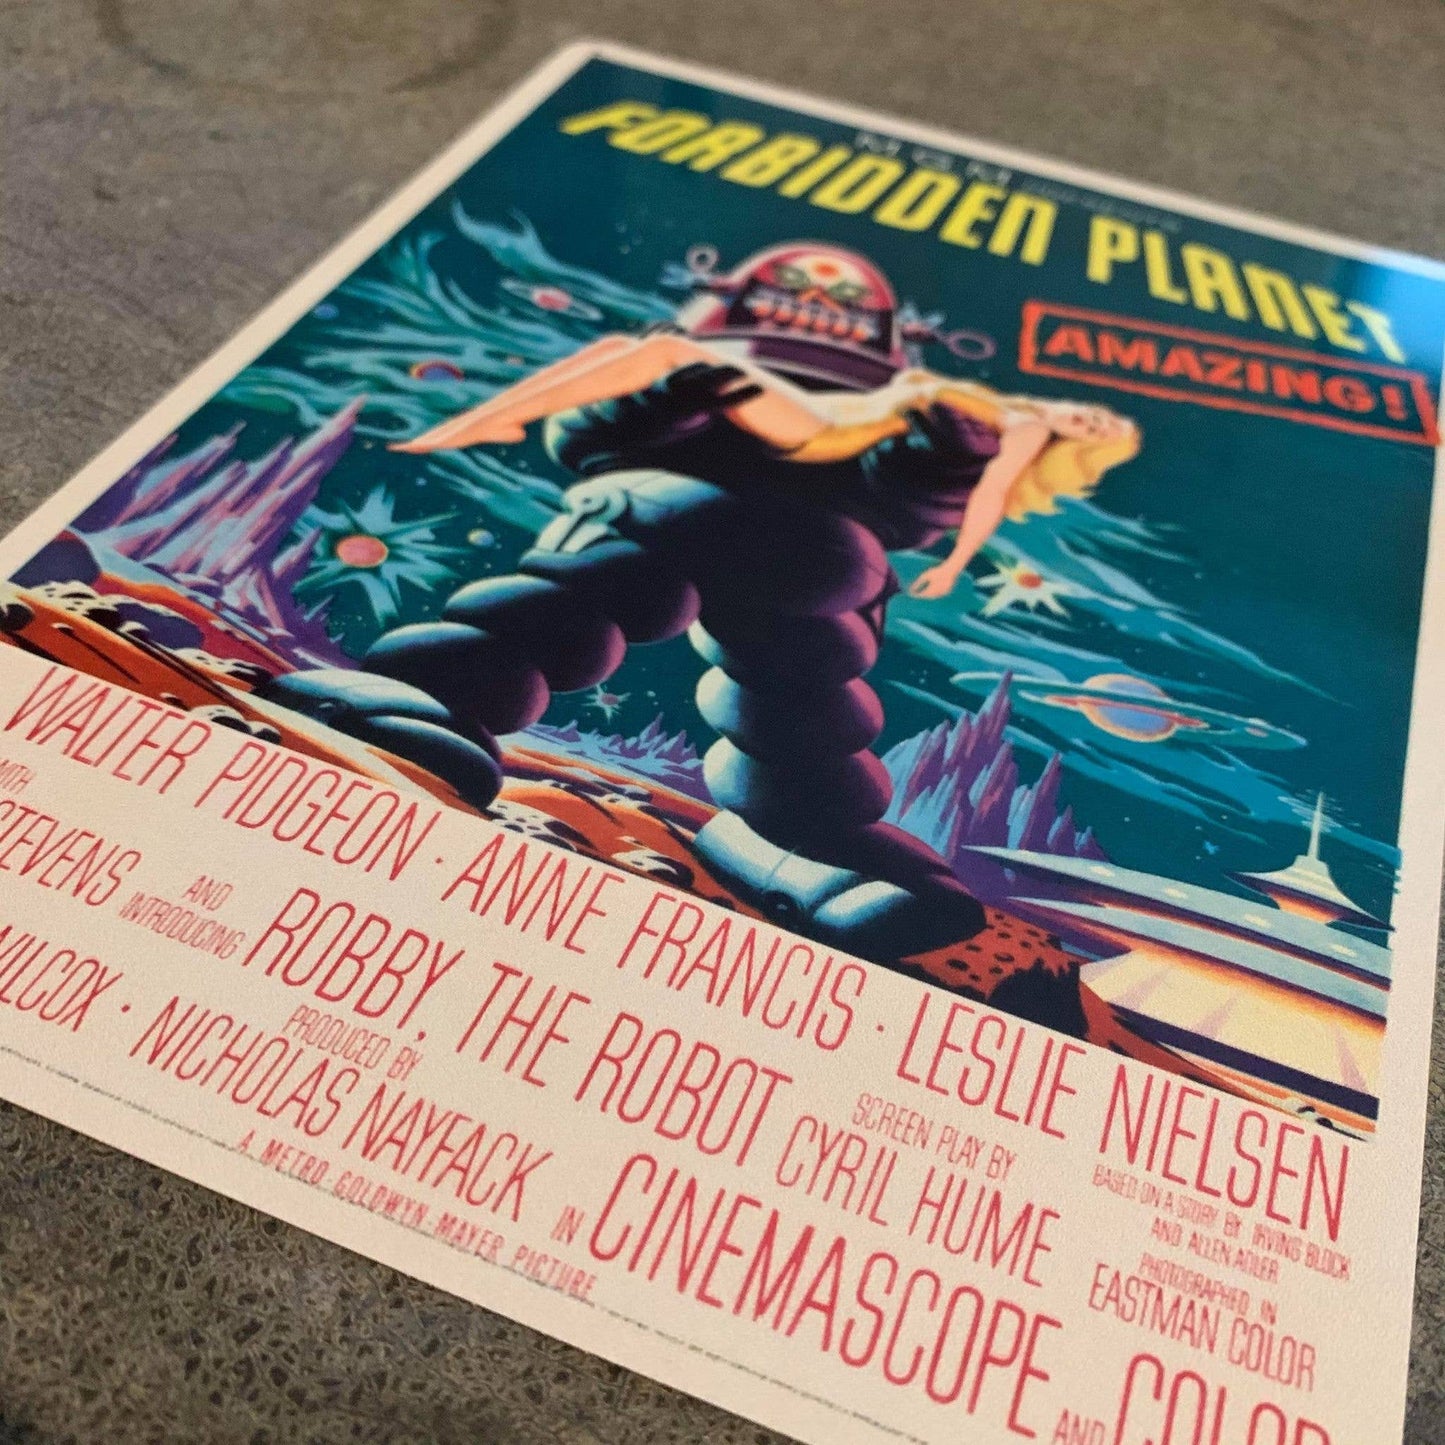 M-G-M
FORBIDDEN PLANET
AMAZING!
WALTER PIDGEON · ANNE FRANCIS · LESLIE NIELSEN
WITH
STEVENS AND INTRODUCING ROBBY, THE ROBOT
SCREEN PLAY BY
CYRIL HUME
BASED ON A STORY BY IRVING BLOCK
AND ALLEN ADLER
WILCOX · PRODUCED BY
NICHOLAS NAYFACK IN CINEMASCOPE AND
PHOTOGRAPHED IN
EASTMAN COLOR
A METRO-GOLDWYN-MAYER PICTURE